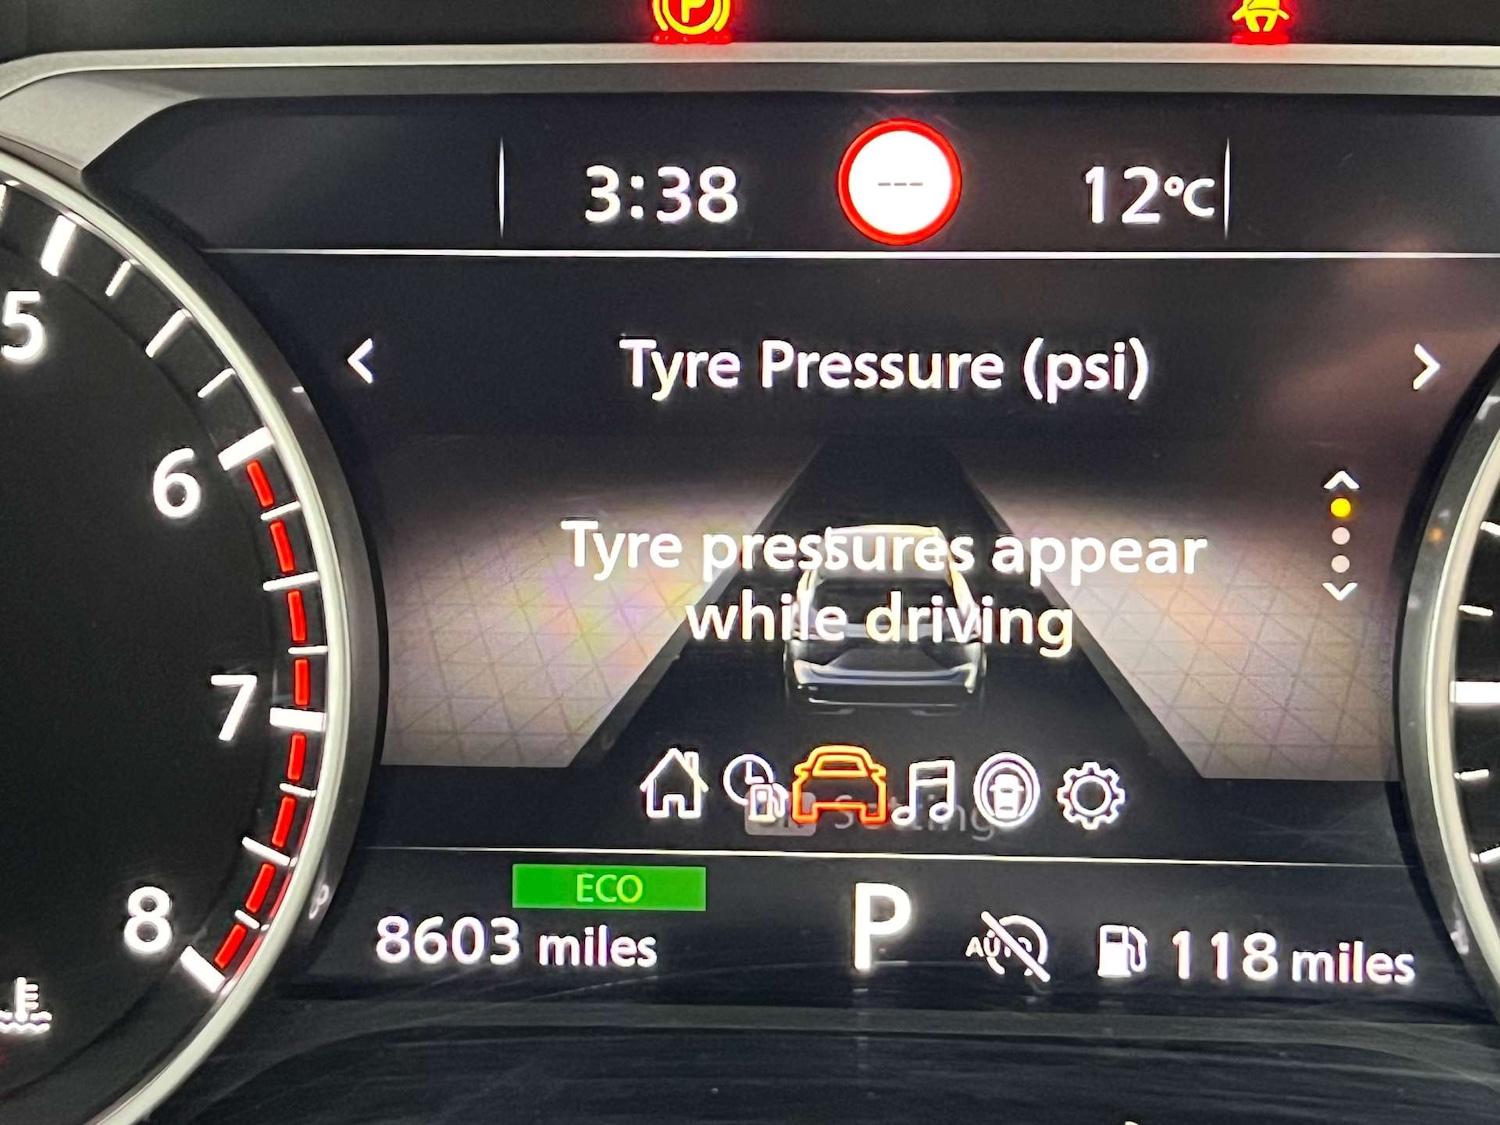 P
3:38
---
12°C
Tyre Pressure (psi)
Tyre pressures appear
while driving
5
6
7
8
Setting
ECO
8603 miles
P
AUTO
118 miles